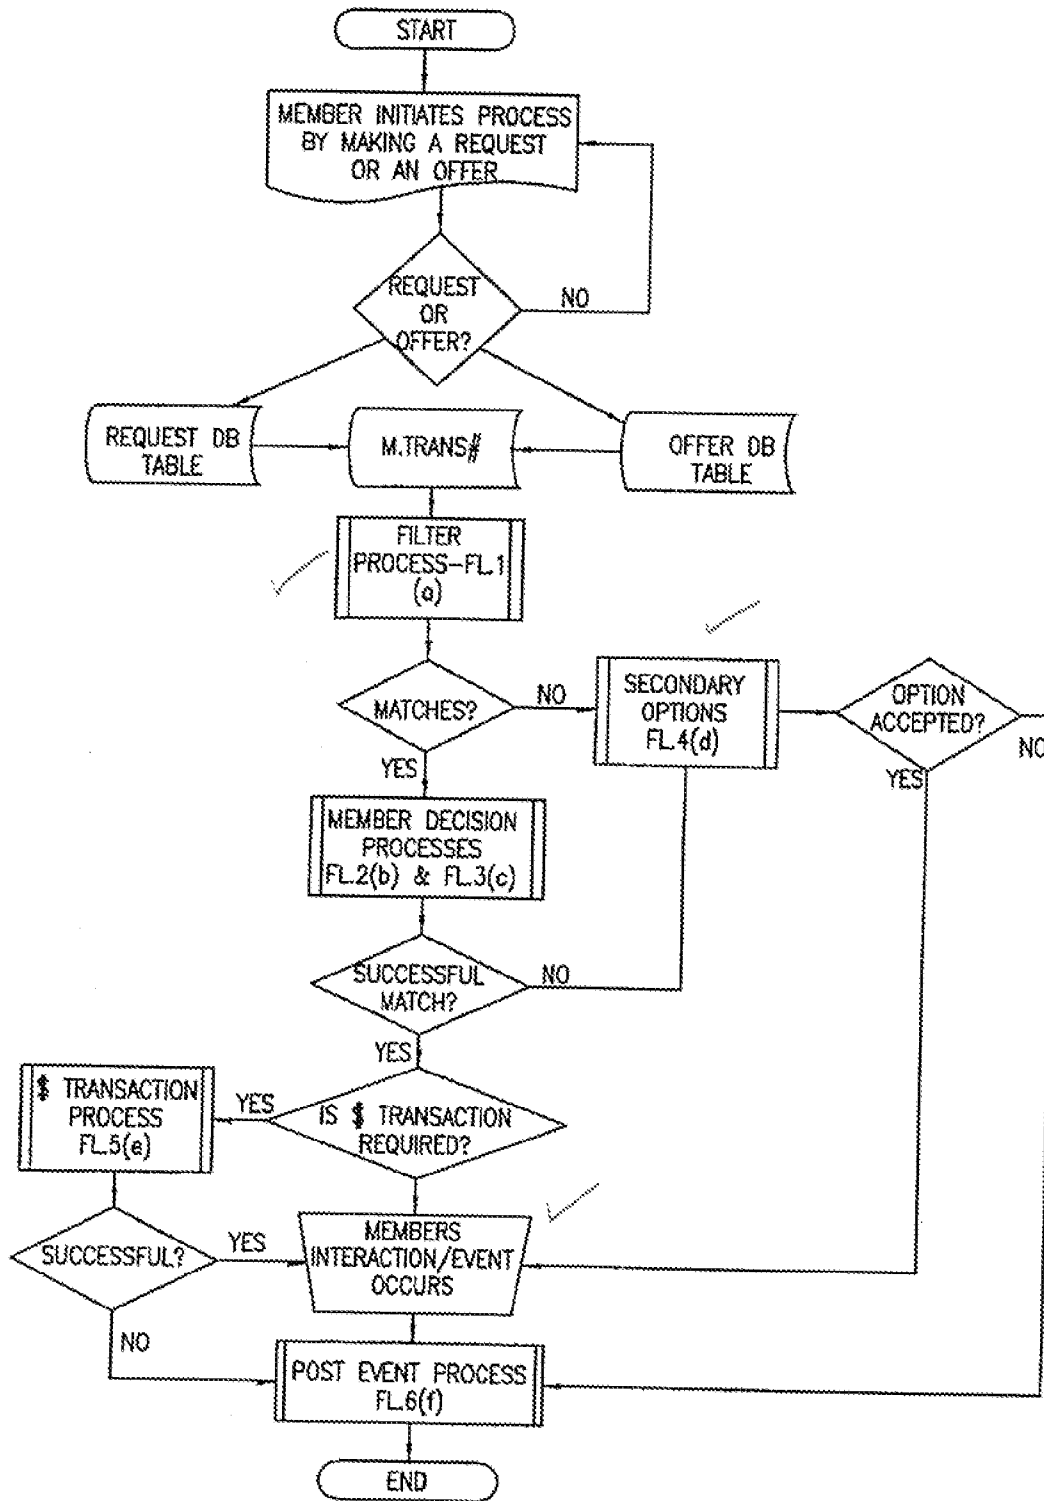 START
MEMBER INITIATES PROCESS
BY MAKING A REQUEST
OR AN OFFER
REQUEST
OR
OFFER?
NO
REQUEST DB
TABLE
M.TRANS#
OFFER DB
TABLE
FILTER
PROCESS-FL.1
(a)
MATCHES?
NO
SECONDARY
OPTIONS
FL.4(d)
OPTION
ACCEPTED?
NO
YES
YES
MEMBER DECISION
PROCESSES
FL.2(b) & FL.3(c)
SUCCESSFUL
MATCH?
NO
YES
$ TRANSACTION
PROCESS
FL.5(e)
YES
IS $ TRANSACTION
REQUIRED?
SUCCESSFUL?
YES
MEMBERS
INTERACTION/EVENT
OCCURS
NO
POST EVENT PROCESS
FL.6(f)
END